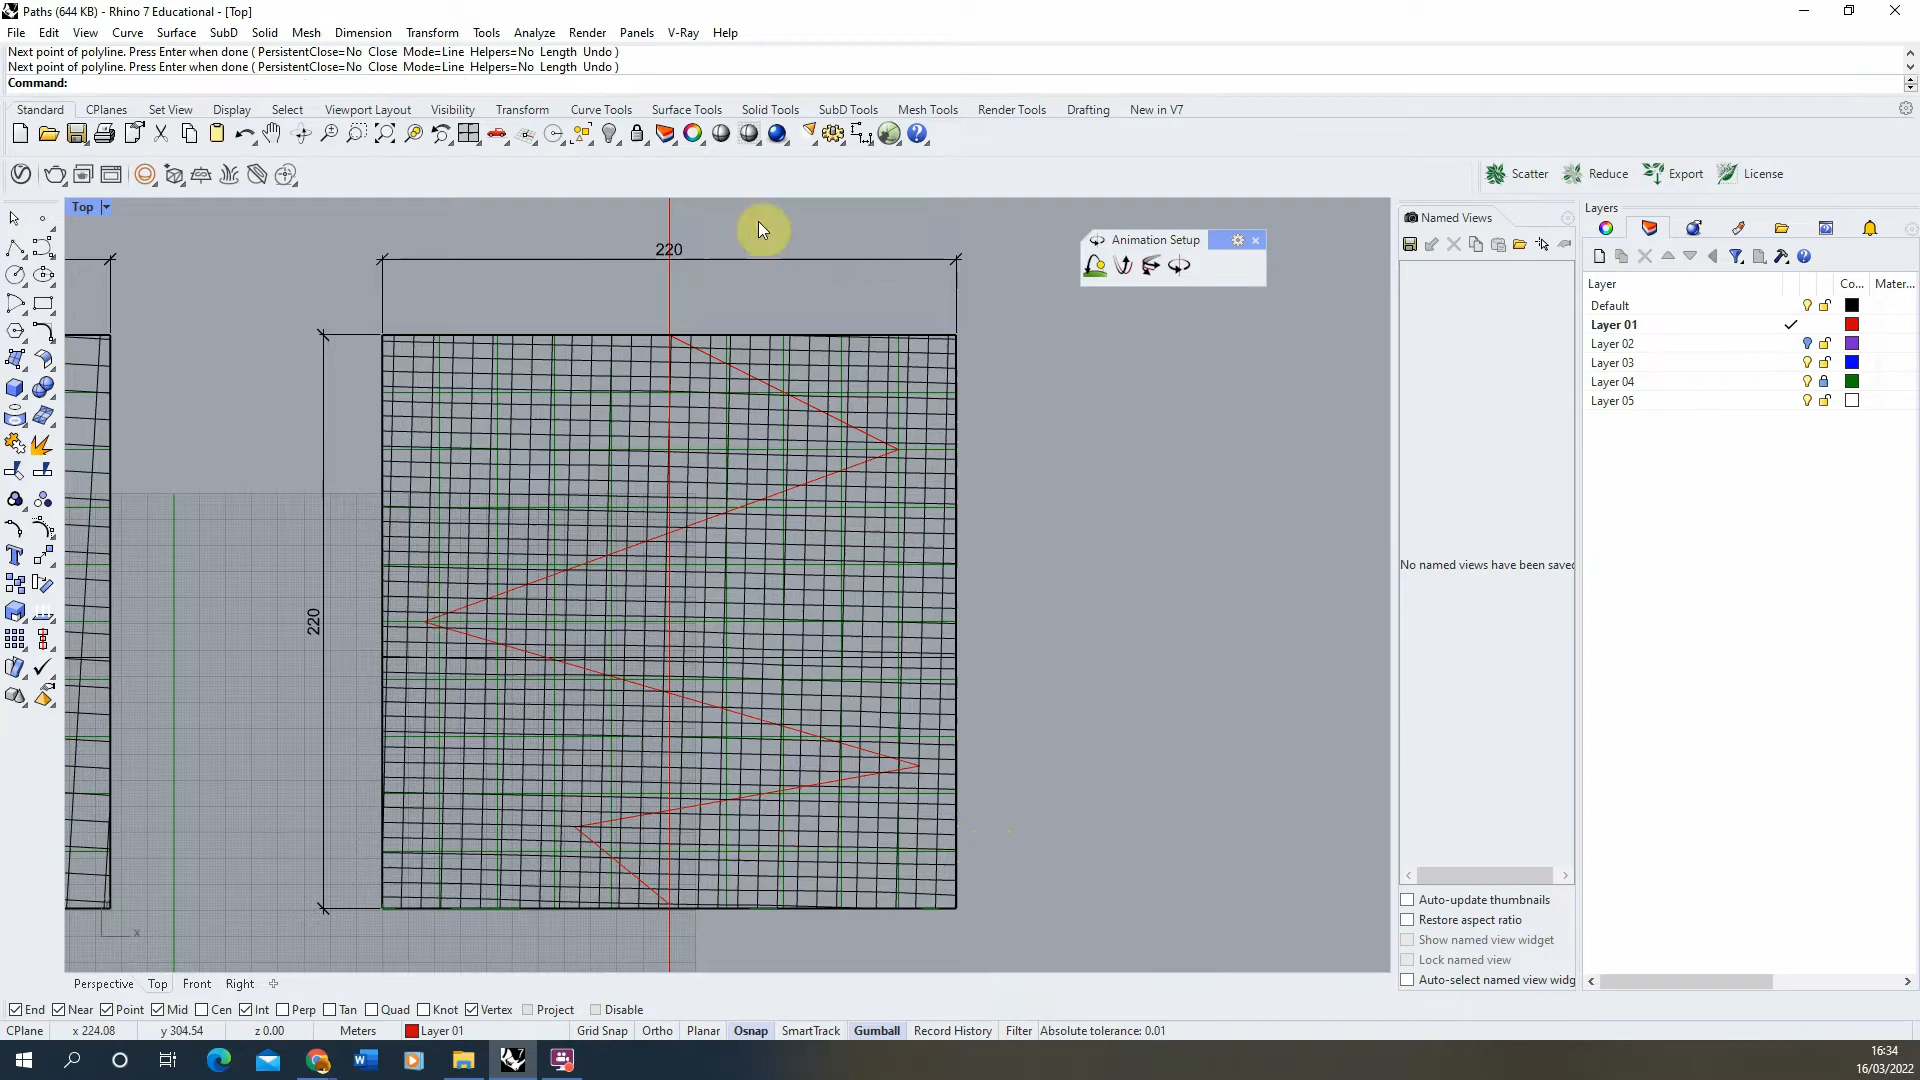 Paths (644 KB) - Rhino 7 Educational - [Top]
File Edit View Curve Surface SubD Solid Mesh Dimension Transform Tools Analyze Render Panels V-Ray Help
Next point of polyline. Press Enter when done ( PersistentClose=No Close Mode=Line Helpers=No Length Undo )
Next point of polyline. Press Enter when done ( PersistentClose=No Close Mode=Line Helpers=No Length Undo )
Command:
Standard CPlanes Set View Display Select Viewport Layout Visibility Transform Curve Tools Surface Tools Solid Tools SubD Tools Mesh Tools Render Tools Drafting New in V7
Scatter Reduce Export License
Top
220
220
x
Animation Setup
Named Views
No named views have been saved
Auto-update thumbnails
Restore aspect ratio
Show named view widget
Lock named view
Auto-select named view widg
Layers
Layer Co... Mater...
Default
Layer 01
Layer 02
Layer 03
Layer 04
Layer 05
Perspective Top Front Right
End Near Point Mid Cen Int Perp Tan Quad Knot Vertex Project Disable
CPlane x 224.08 y 304.54 z 0.00 Meters Layer 01 Grid Snap Ortho Planar Osnap SmartTrack Gumball Record History Filter Absolute tolerance: 0.01
16:34
16/03/2022